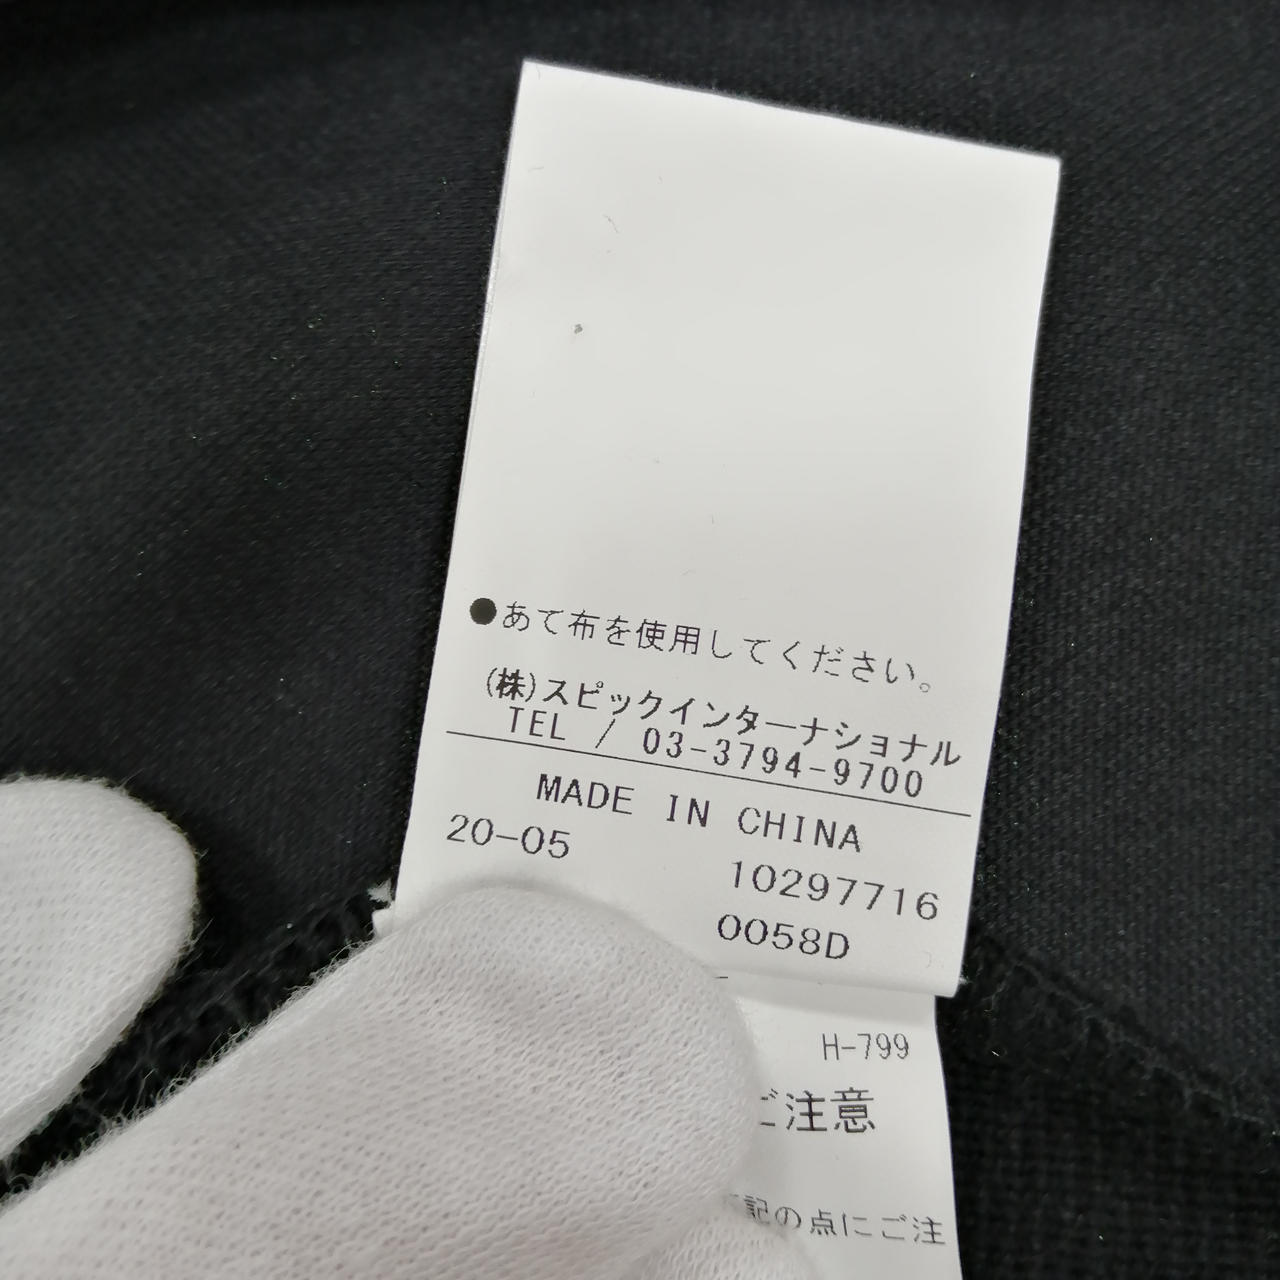 ●あて布を使用してください。
(株)スピックインターナショナル
TEL / 03-3794-9700
MADE IN CHINA
20-05
10297716
0058D
H-799
ご注意
記の点にご注